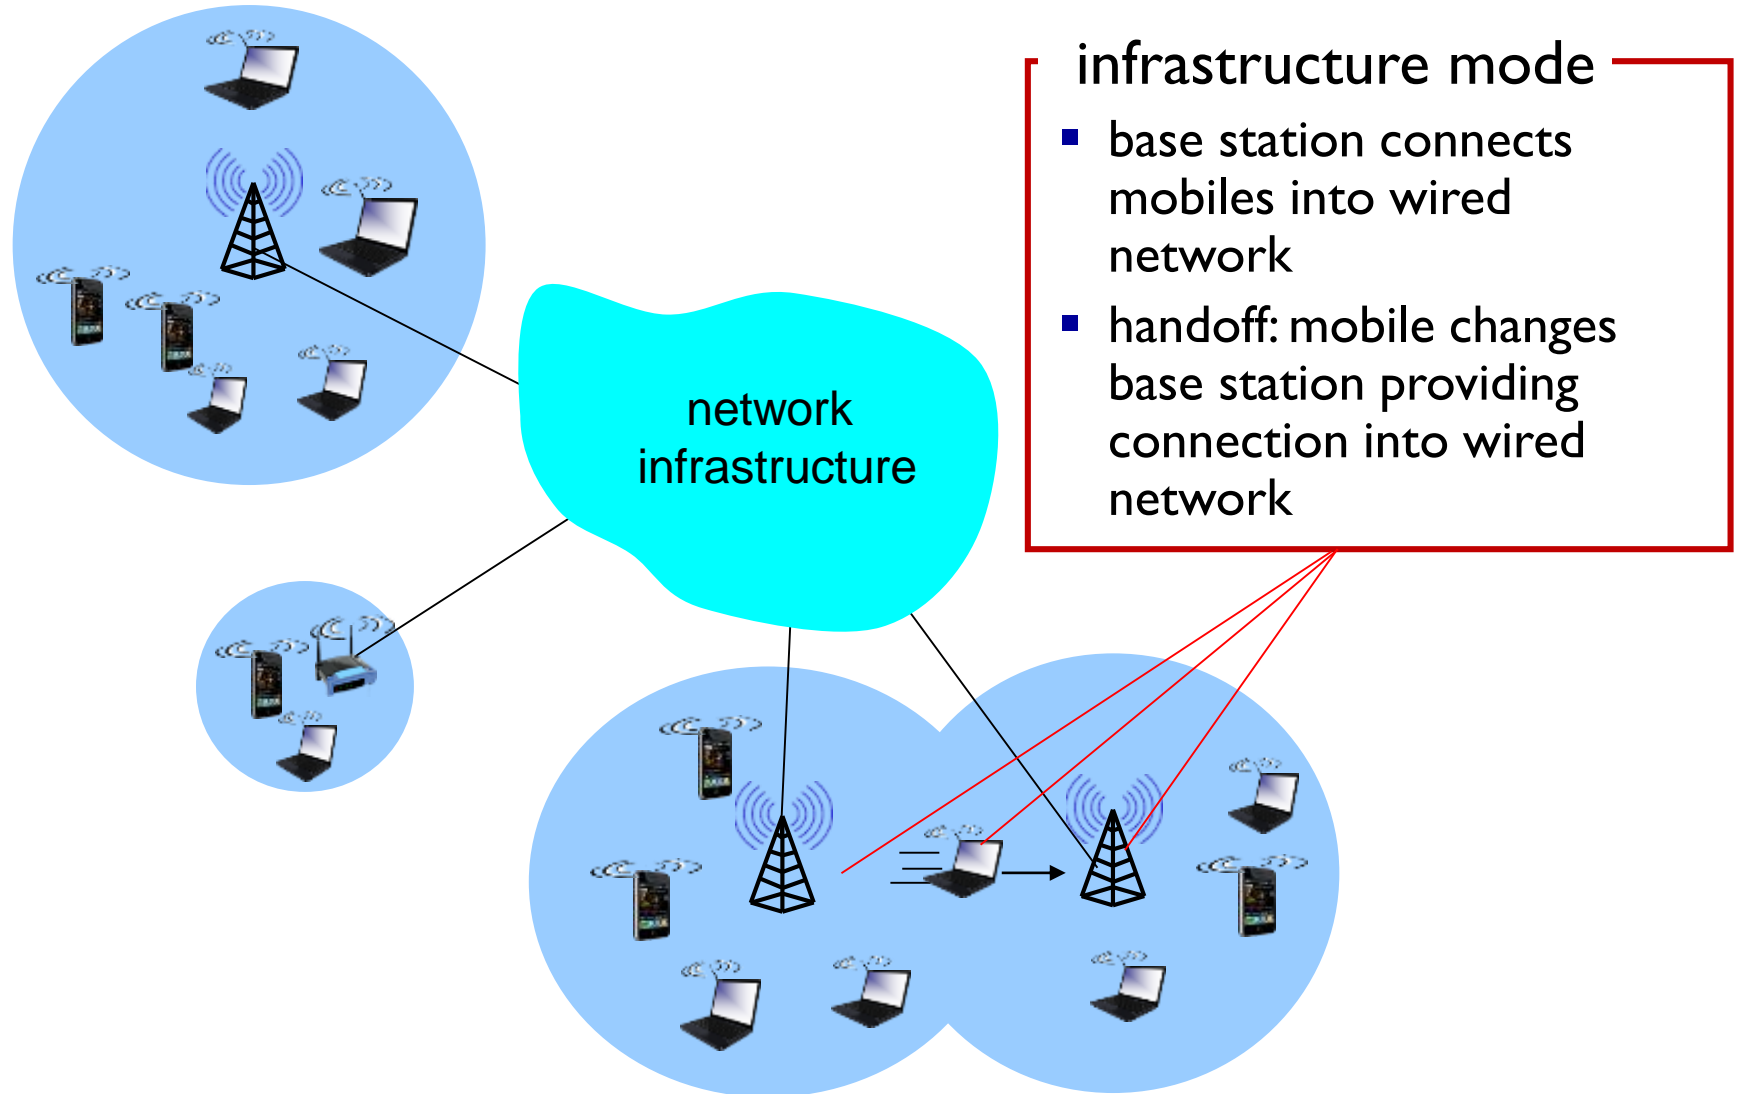 infrastructure mode
base station connects
mobiles into wired
network
handoff: mobile changes
base station providing
connection into wired
network
network
infrastructure